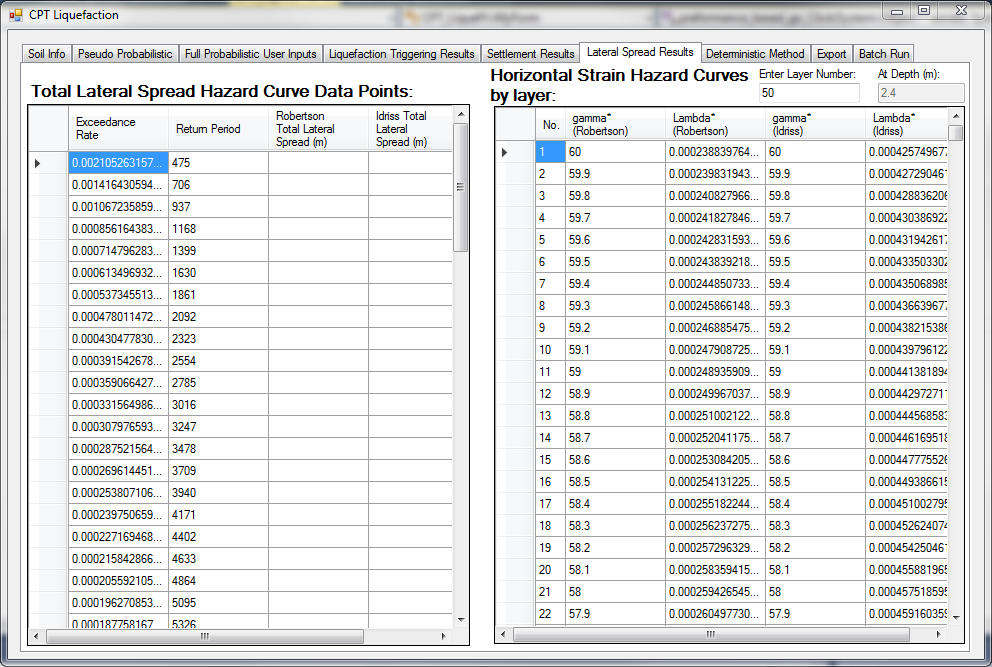 CPT Liquefaction
Soil Info Pseudo Probabilistic Full Probabilistic User Inputs Liquefaction Triggering Results Settlement Results Lateral Spread Results Deterministic Method Export Batch Run
Total Lateral Spread Hazard Curve Data Points:
Exceedance Rate Return Period Robertson Total Lateral Spread (m) Idriss Total Lateral Spread (m)
0.002105263157... 475
0.001416430594... 706
0.001067235859... 937
0.000856164383... 1168
0.000714796283... 1399
0.000613496932... 1630
0.000537345513... 1861
0.000478011472... 2092
0.000430477830... 2323
0.000391542678... 2554
0.000359066427... 2785
0.000331564986... 3016
0.000307976593... 3247
0.000287521564... 3478
0.000269614451... 3709
0.000253807106... 3940
0.000239750659... 4171
0.000227169468... 4402
0.000215842866... 4633
0.000205592105... 4864
0.000196270853... 5095
0.000187758167 5326
Horizontal Strain Hazard Curves by layer:
Enter Layer Number: At Depth (m):
50 2.4
No. gamma* (Robertson) Lambda* (Robertson) gamma* (Idriss) Lambda* (Idriss)
1 60 0.000238839764... 60 0.00042574967
2 59.9 0.000239831943... 59.9 0.00042729046
3 59.8 0.000240827966... 59.8 0.00042883620
4 59.7 0.000241827846... 59.7 0.00043038692
5 59.6 0.000242831593... 59.6 0.00043194261
6 59.5 0.000243839218... 59.5 0.00043350330
7 59.4 0.000244850733... 59.4 0.00043506898
8 59.3 0.000245866148... 59.3 0.00043663967
9 59.2 0.000246885475... 59.2 0.00043821538
10 59.1 0.000247908725... 59.1 0.00043979612
11 59 0.000248935909... 59 0.00044138189
12 58.9 0.000249967037... 58.9 0.00044297271
13 58.8 0.000251002122... 58.8 0.00044456858
14 58.7 0.000252041175... 58.7 0.00044616951
15 58.6 0.000253084205... 58.6 0.00044777552
16 58.5 0.000254131225... 58.5 0.00044938661
17 58.4 0.000255182244... 58.4 0.00045100279
18 58.3 0.000256237275... 58.3 0.00045262407
19 58.2 0.000257296329... 58.2 0.00045425046
20 58.1 0.000258359415... 58.1 0.00045588196
21 58 0.000259426545... 58 0.00045751859
22 57.9 0.000260497730... 57.9 0.00045916035